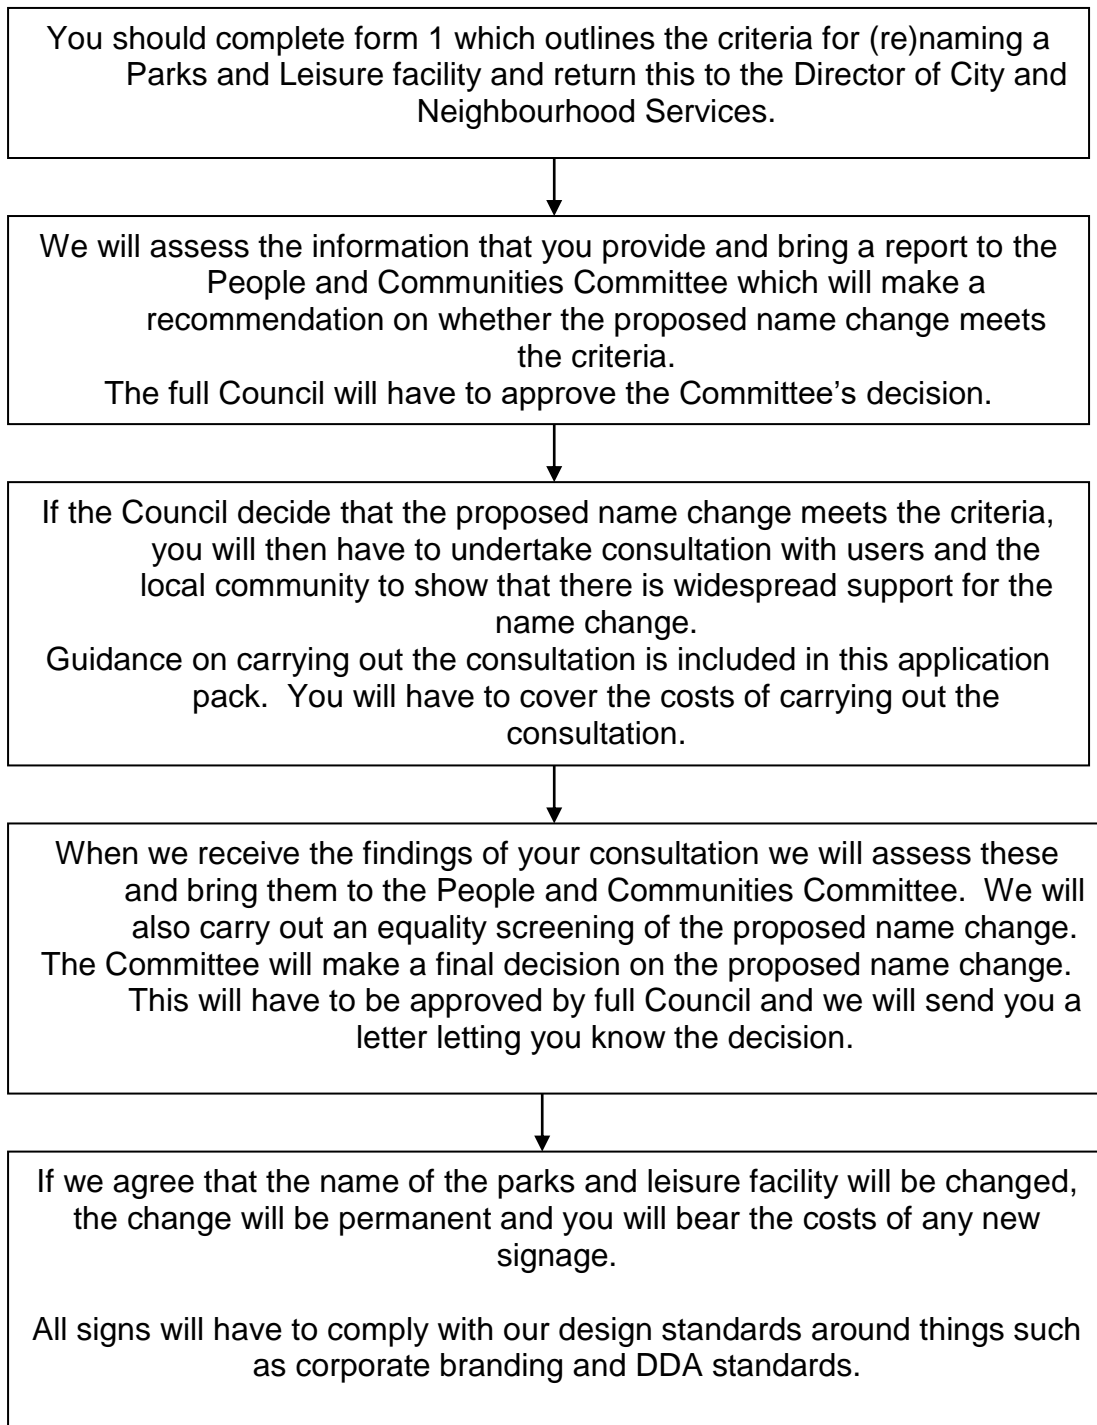 You should complete form 1 which outlines the criteria for (re)naming a
Parks and Leisure facility and return this to the Director of City and
Neighbourhood Services.
We will assess the information that you provide and bring a report to the
People and Communities Committee which will make a
recommendation on whether the proposed name change meets
the criteria.
The full Council will have to approve the Committee’s decision.
If the Council decide that the proposed name change meets the criteria,
you will then have to undertake consultation with users and the
local community to show that there is widespread support for the
name change.
Guidance on carrying out the consultation is included in this application
pack.  You will have to cover the costs of carrying out the
consultation.
When we receive the findings of your consultation we will assess these
and bring them to the People and Communities Committee.  We will
also carry out an equality screening of the proposed name change.
The Committee will make a final decision on the proposed name change.
This will have to be approved by full Council and we will send you a
letter letting you know the decision.
If we agree that the name of the parks and leisure facility will be changed,
the change will be permanent and you will bear the costs of any new
signage.
All signs will have to comply with our design standards around things such
as corporate branding and DDA standards.